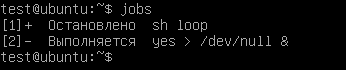 test@ubuntu:~$ jobs
[1]+  Остановлено  sh loop
[2]-  Выполняется  yes > /dev/null &
test@ubuntu:~$